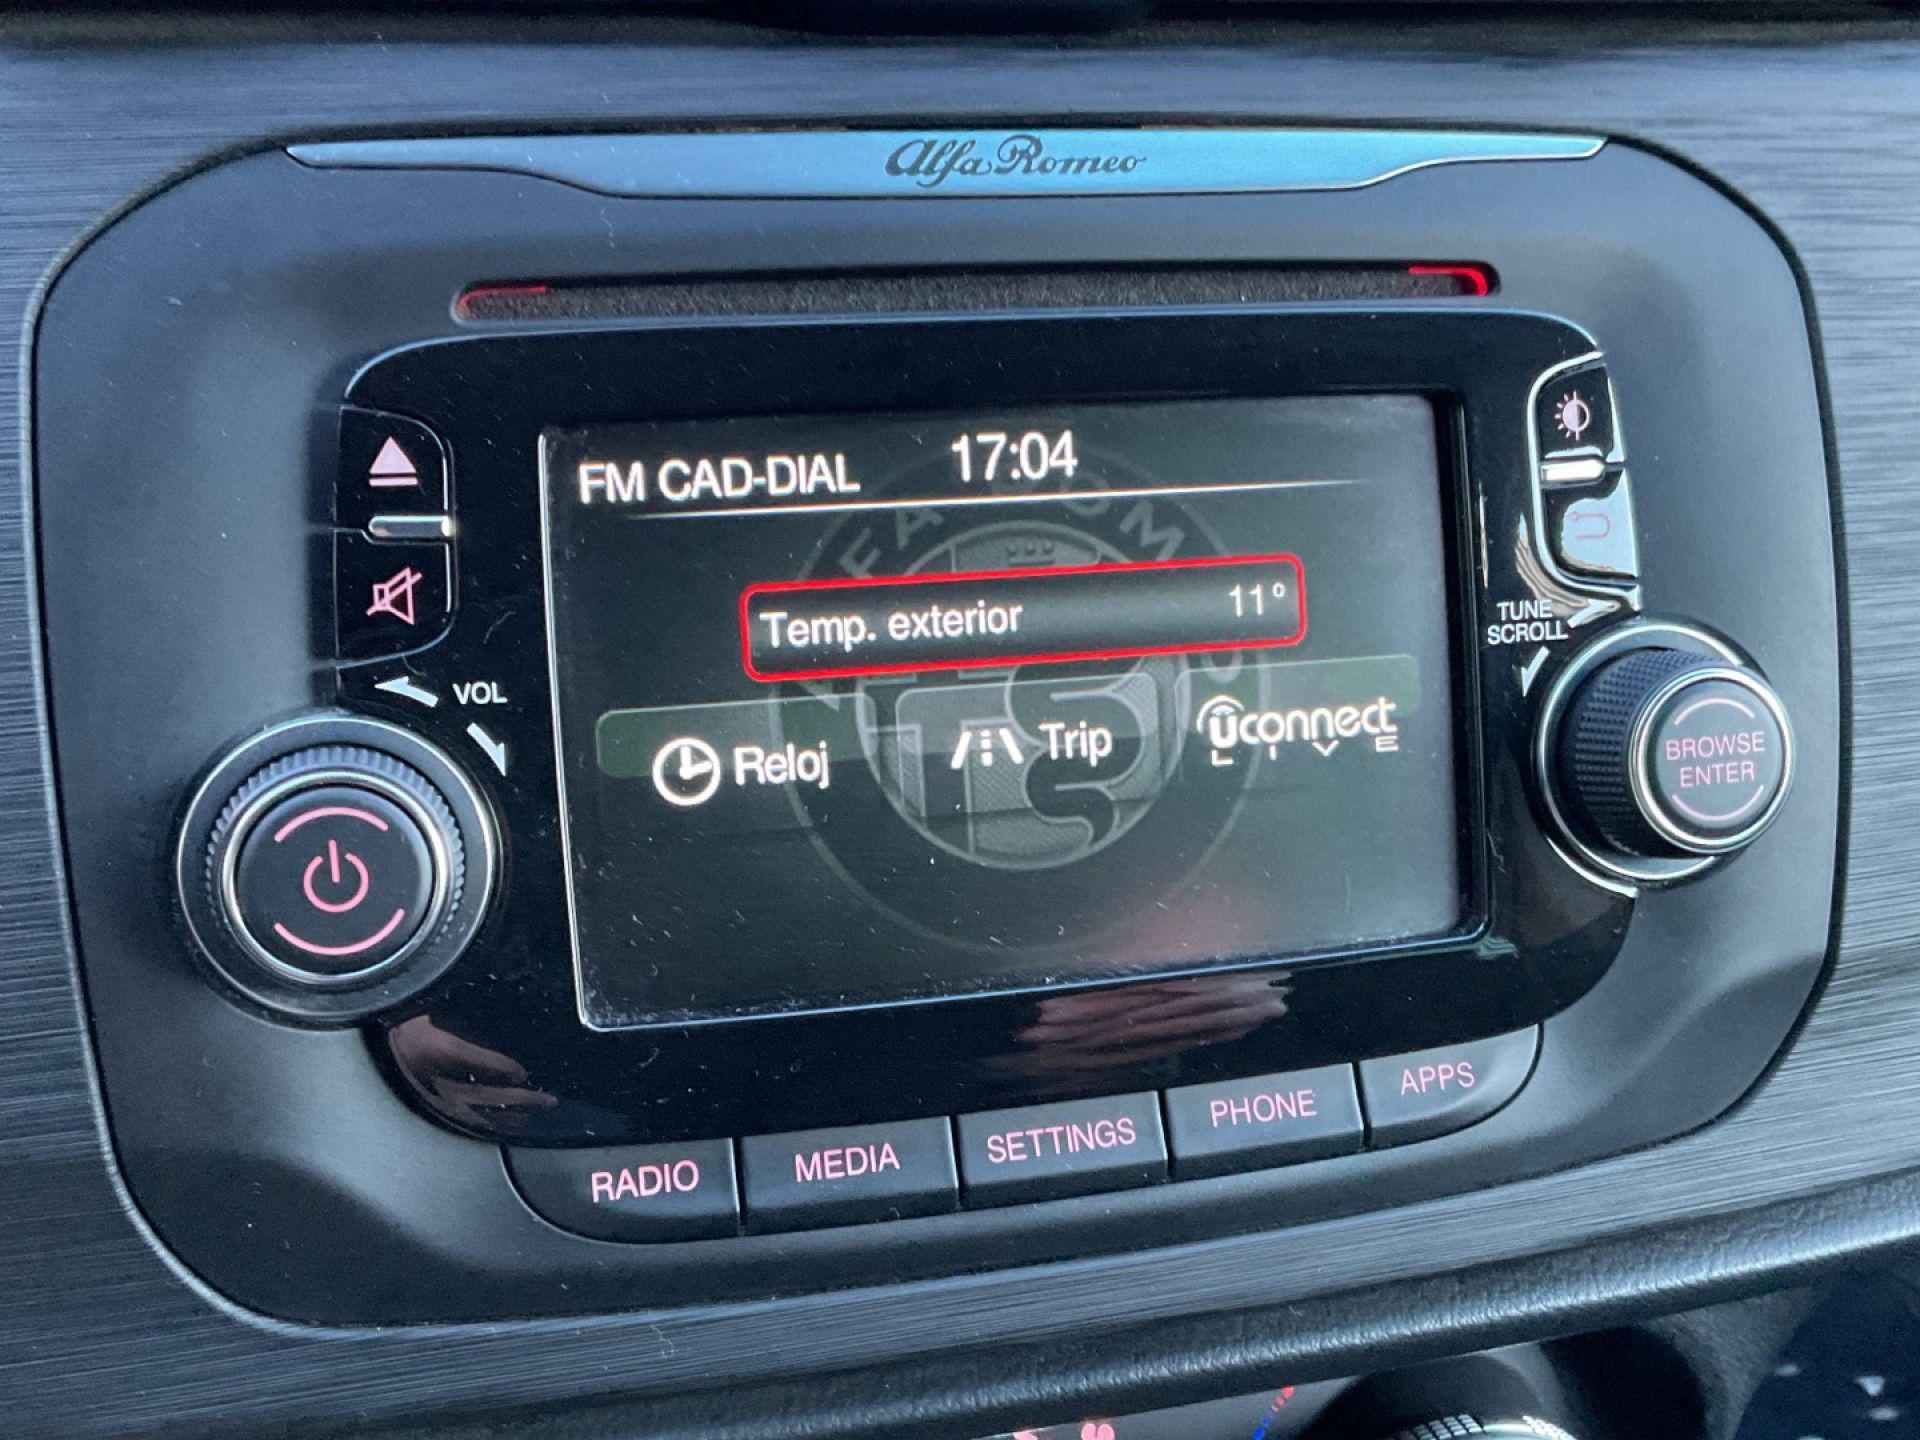 Alfa Romeo
FM CAD-DIAL 17:04
Temp. exterior 11°
TUNE
SCROLL
VOL
Reloj Trip Uconnect
LIVE
BROWSE
ENTER
RADIO MEDIA SETTINGS PHONE APPS